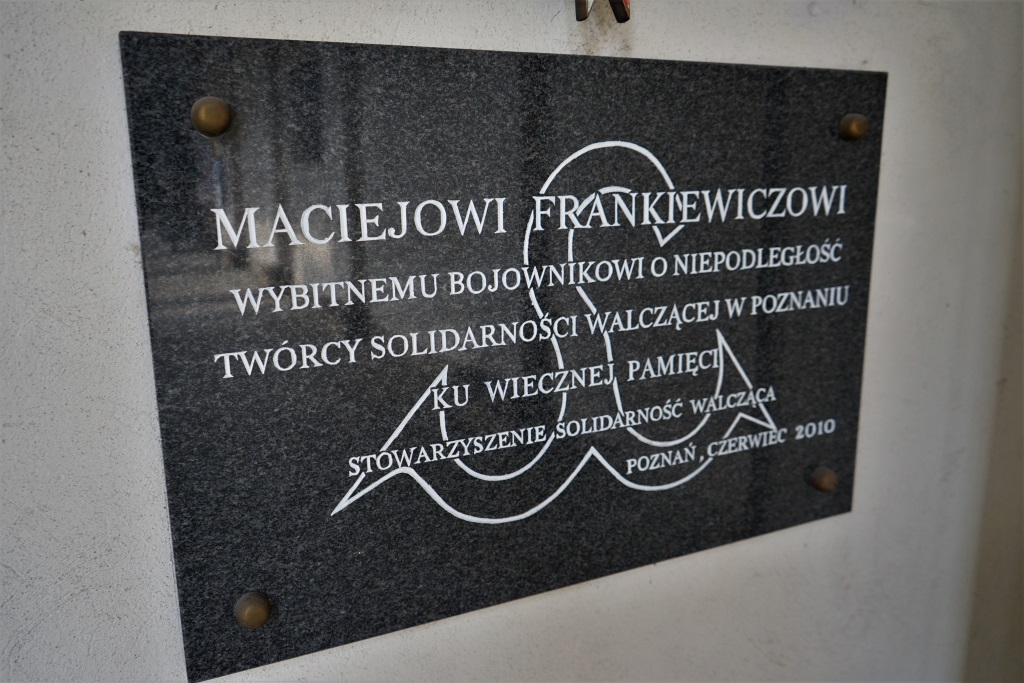 MACIEJOWI FRANKIEWICZOWI
WYBITNEMU BOJOWNIKOWI O NIEPODLEGŁOŚĆ
TWÓRCY SOLIDARNOŚCI WALCZĄCEJ W POZNANIU
KU WIECZNEJ PAMIĘCI
STOWARZYSZENIE SOLIDARNOŚĆ WALCZĄCA
POZNAŃ, CZERWIEC 2010